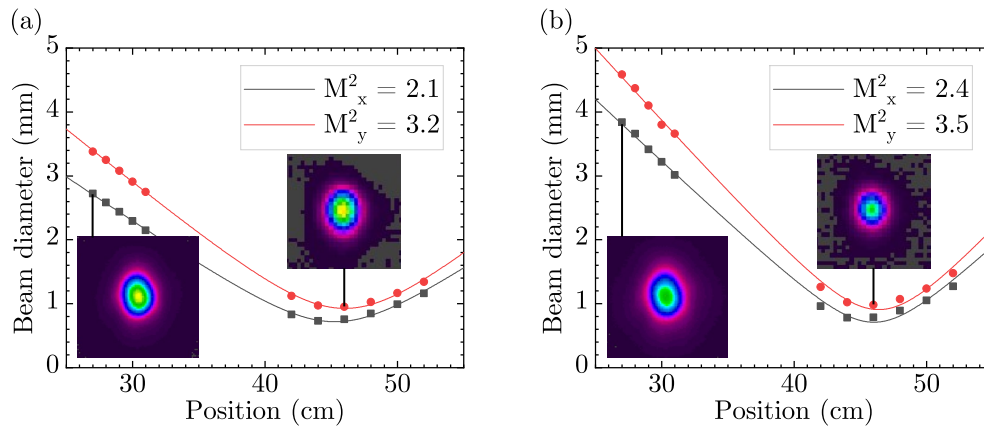 (a)
Beam diameter (mm)
5
4
3
2
1
0
M²ₓ = 2.1
M²ᵧ = 3.2
30
40
50
Position (cm)
(b)
Beam diameter (mm)
5
4
3
2
1
0
M²ₓ = 2.4
M²ᵧ = 3.5
30
40
50
Position (cm)